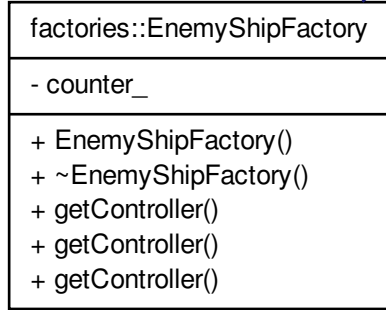 factories::EnemyShipFactory
- counter_
+ EnemyShipFactory()
+ ~EnemyShipFactory()
+ getController()
+ getController()
+ getController()